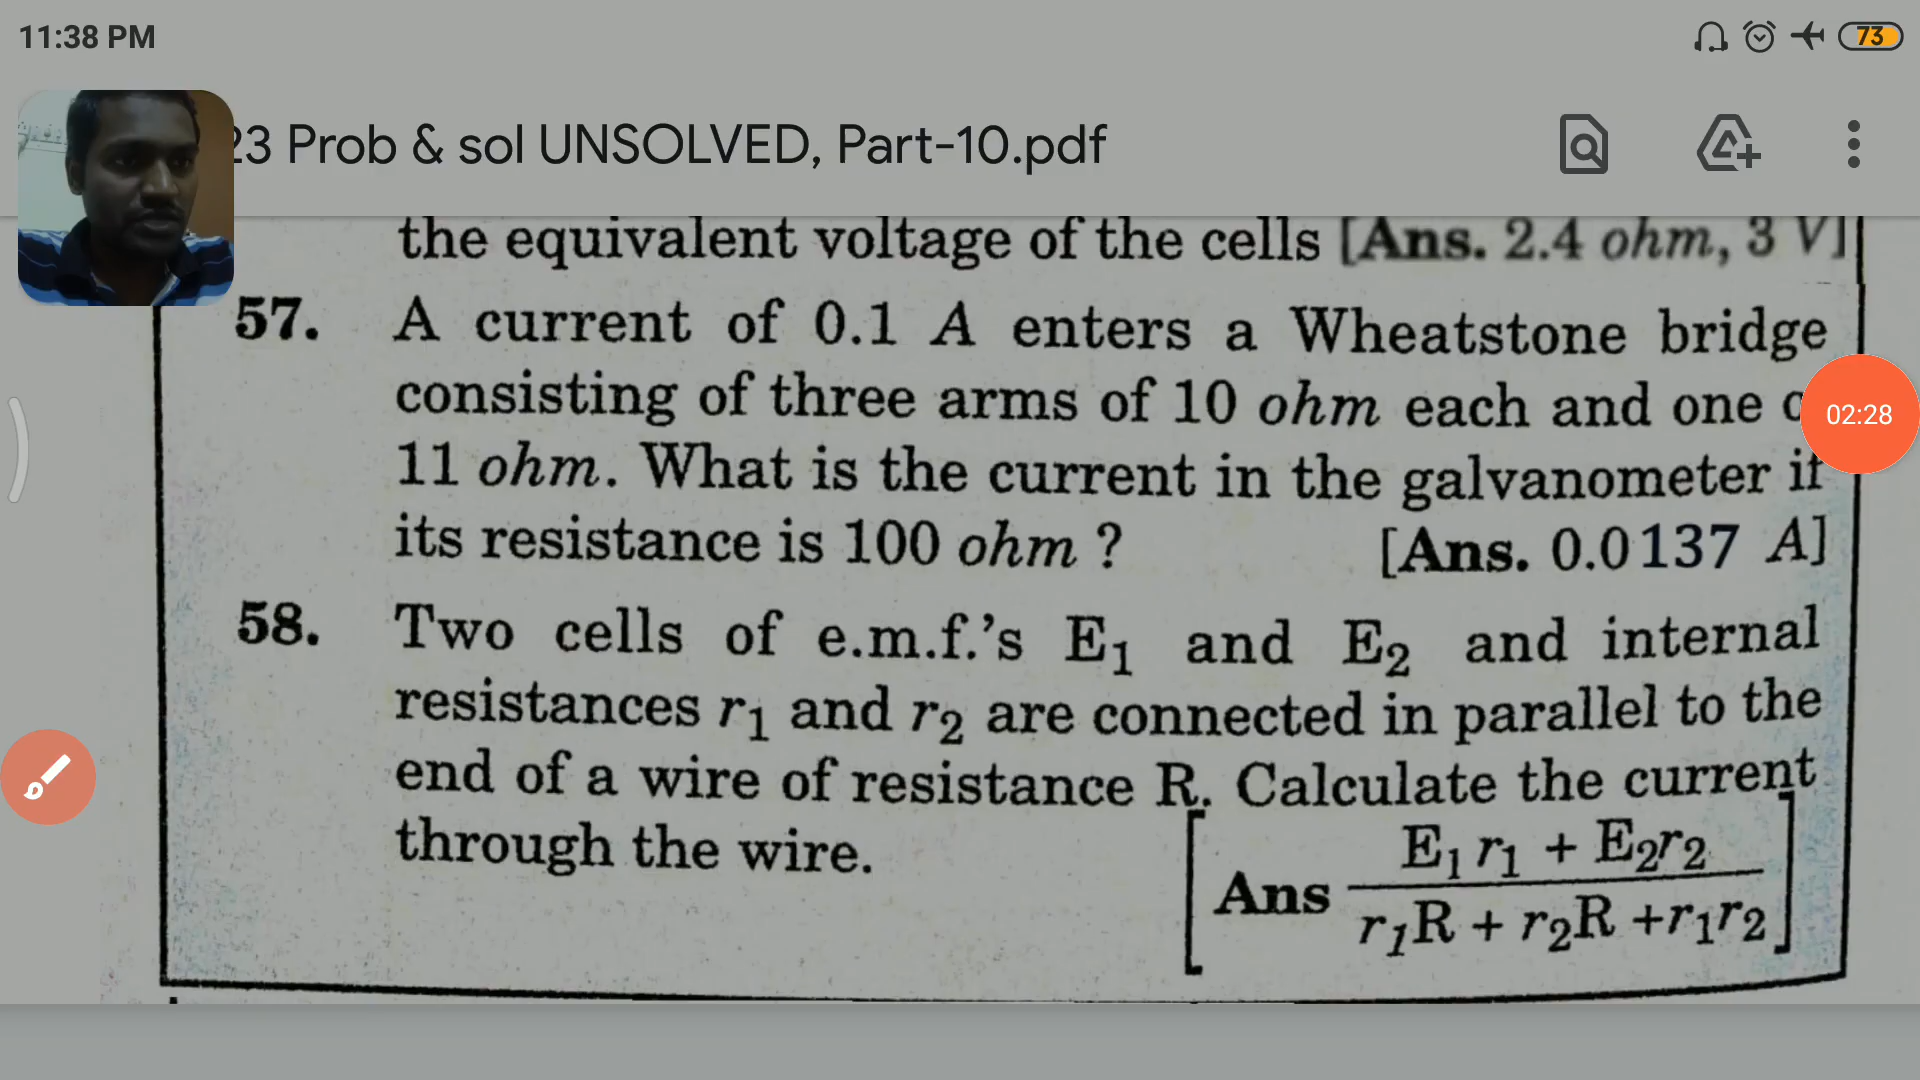 11:38 PM
73
23 Prob & sol UNSOLVED, Part-10.pdf
the equivalent voltage of the cells [Ans. 2.4 ohm, 3 V]
57. A current of 0.1 A enters a Wheatstone bridge
consisting of three arms of 10 ohm each and one
02:28
11 ohm. What is the current in the galvanometer if
its resistance is 100 ohm ? [Ans. 0.0137 A]
58. Two cells of e.m.f.'s E₁ and E₂ and internal
resistances r₁ and r₂ are connected in parallel to the
end of a wire of resistance R. Calculate the current
through the wire.
[Ans (E₁r₁ + E₂r₂) / (r₁R + r₂R + r₁r₂)]